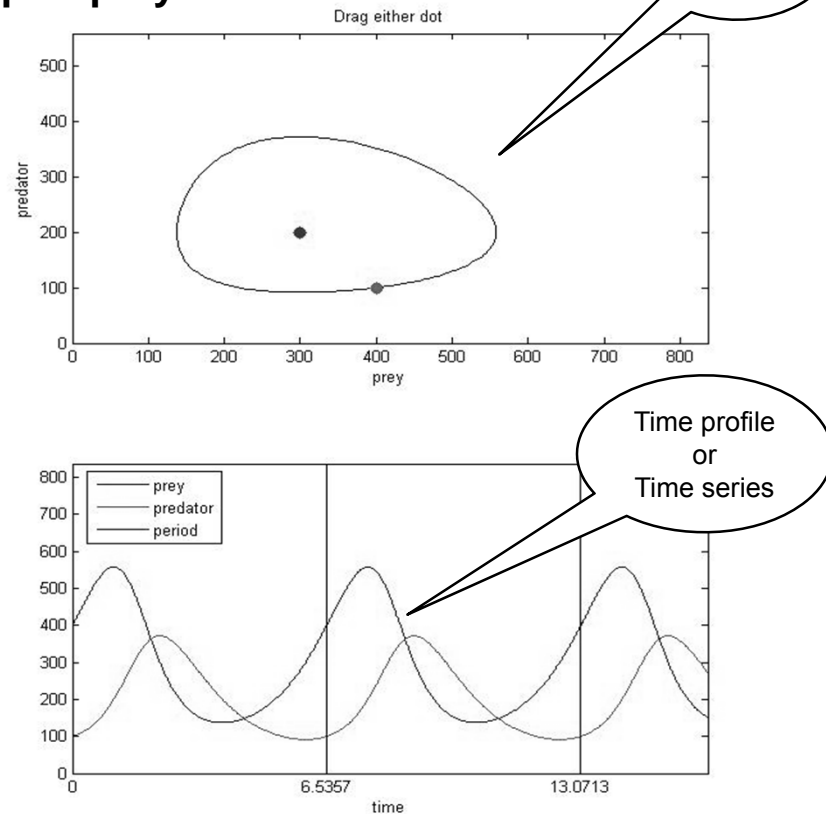 Drag either dot
500
400
300
200
100
0
predator
0 100 200 300 400 500 600 700 800
prey
Time profile
or
Time series
800
700
600
500
400
300
200
100
0
prey
predator
period
0 6.5357 13.0713
time